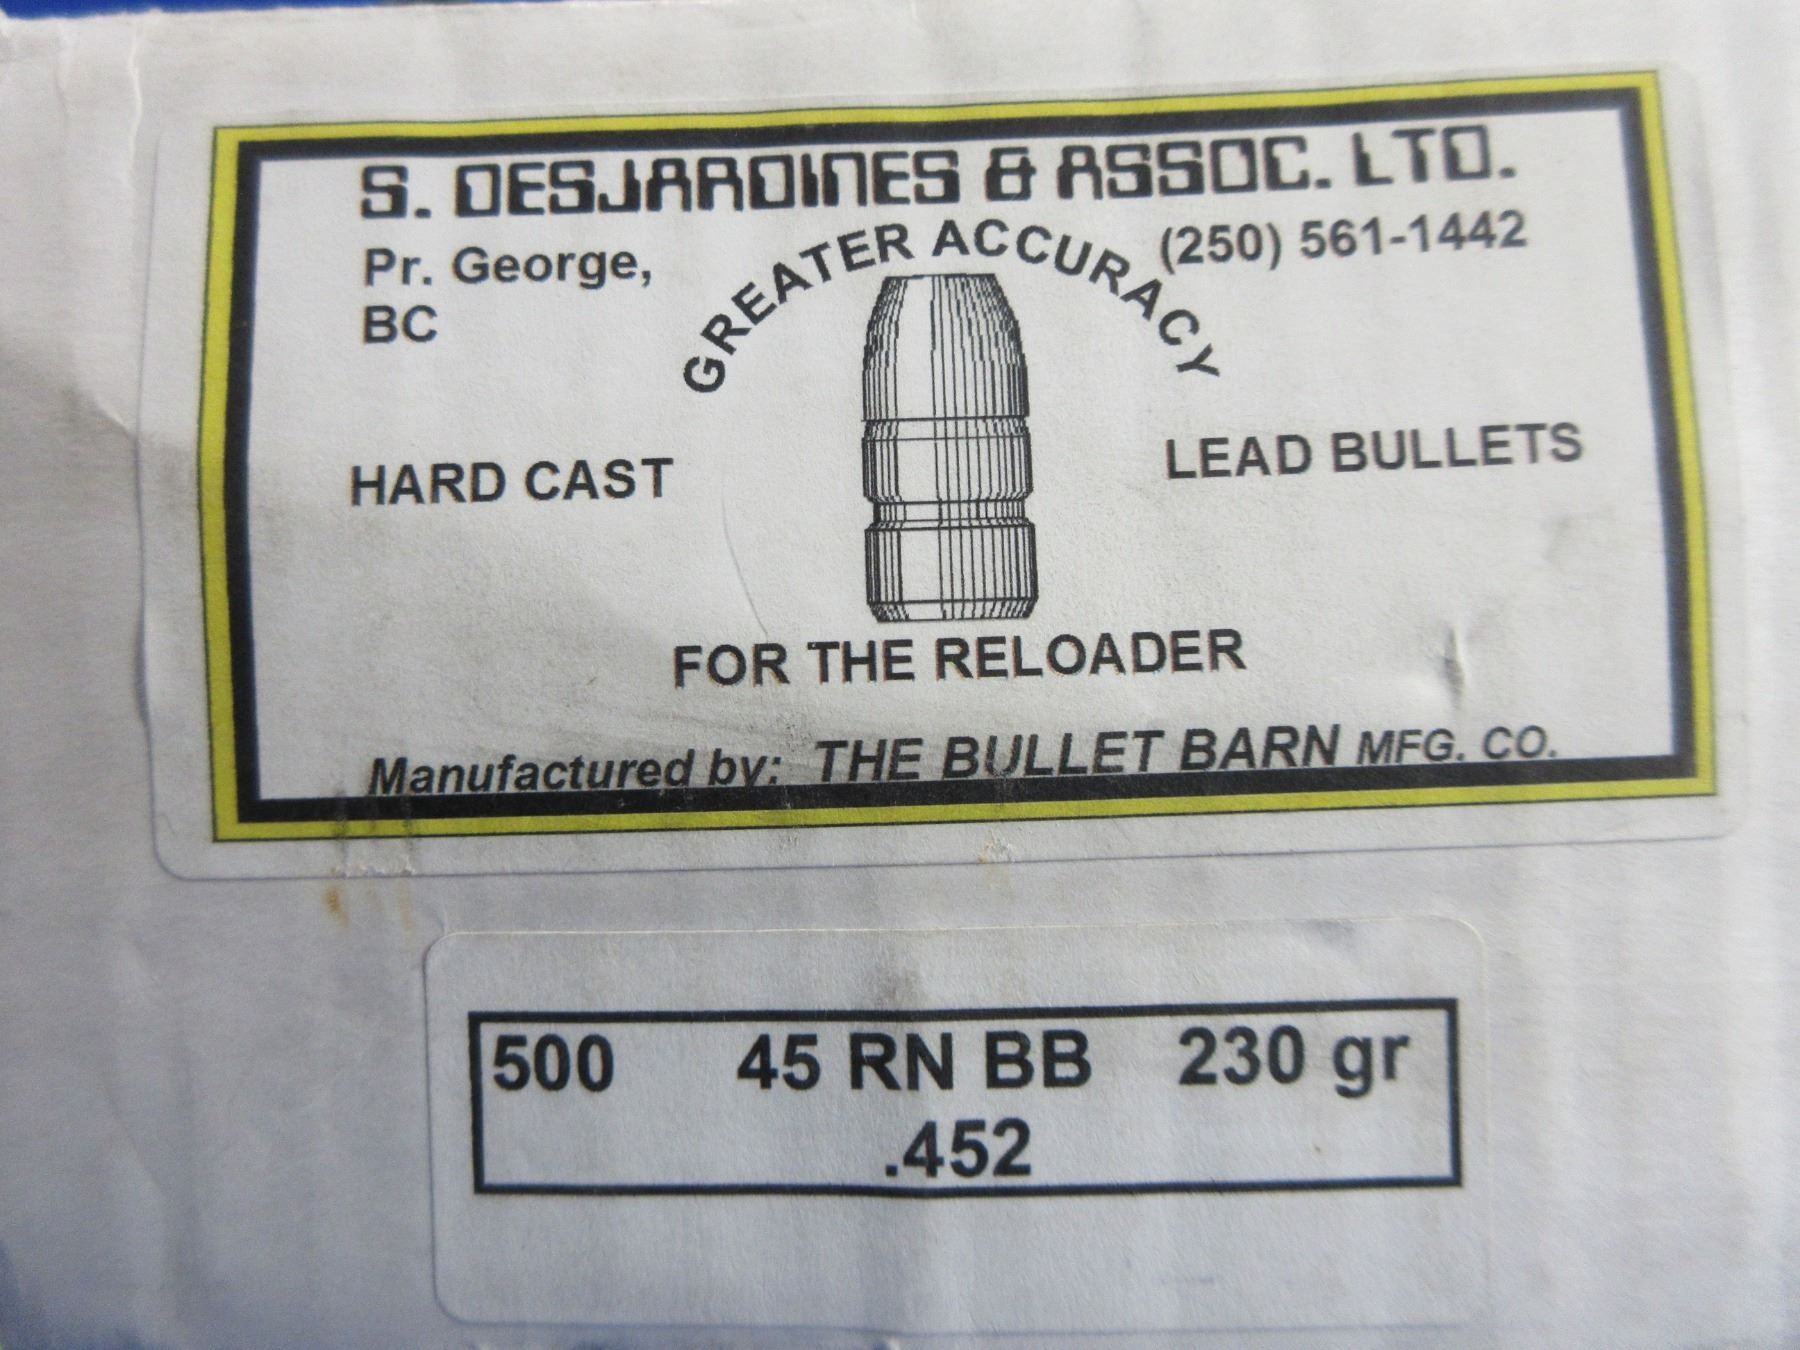 S. DESJARDINES & ASSOC. LTD.
Pr. George,
BC
(250) 561-1442
GREATER ACCURACY
HARD CAST
LEAD BULLETS
FOR THE RELOADER
Manufactured by: THE BULLET BARN MFG. CO.
500 45 RN BB 230 gr
.452